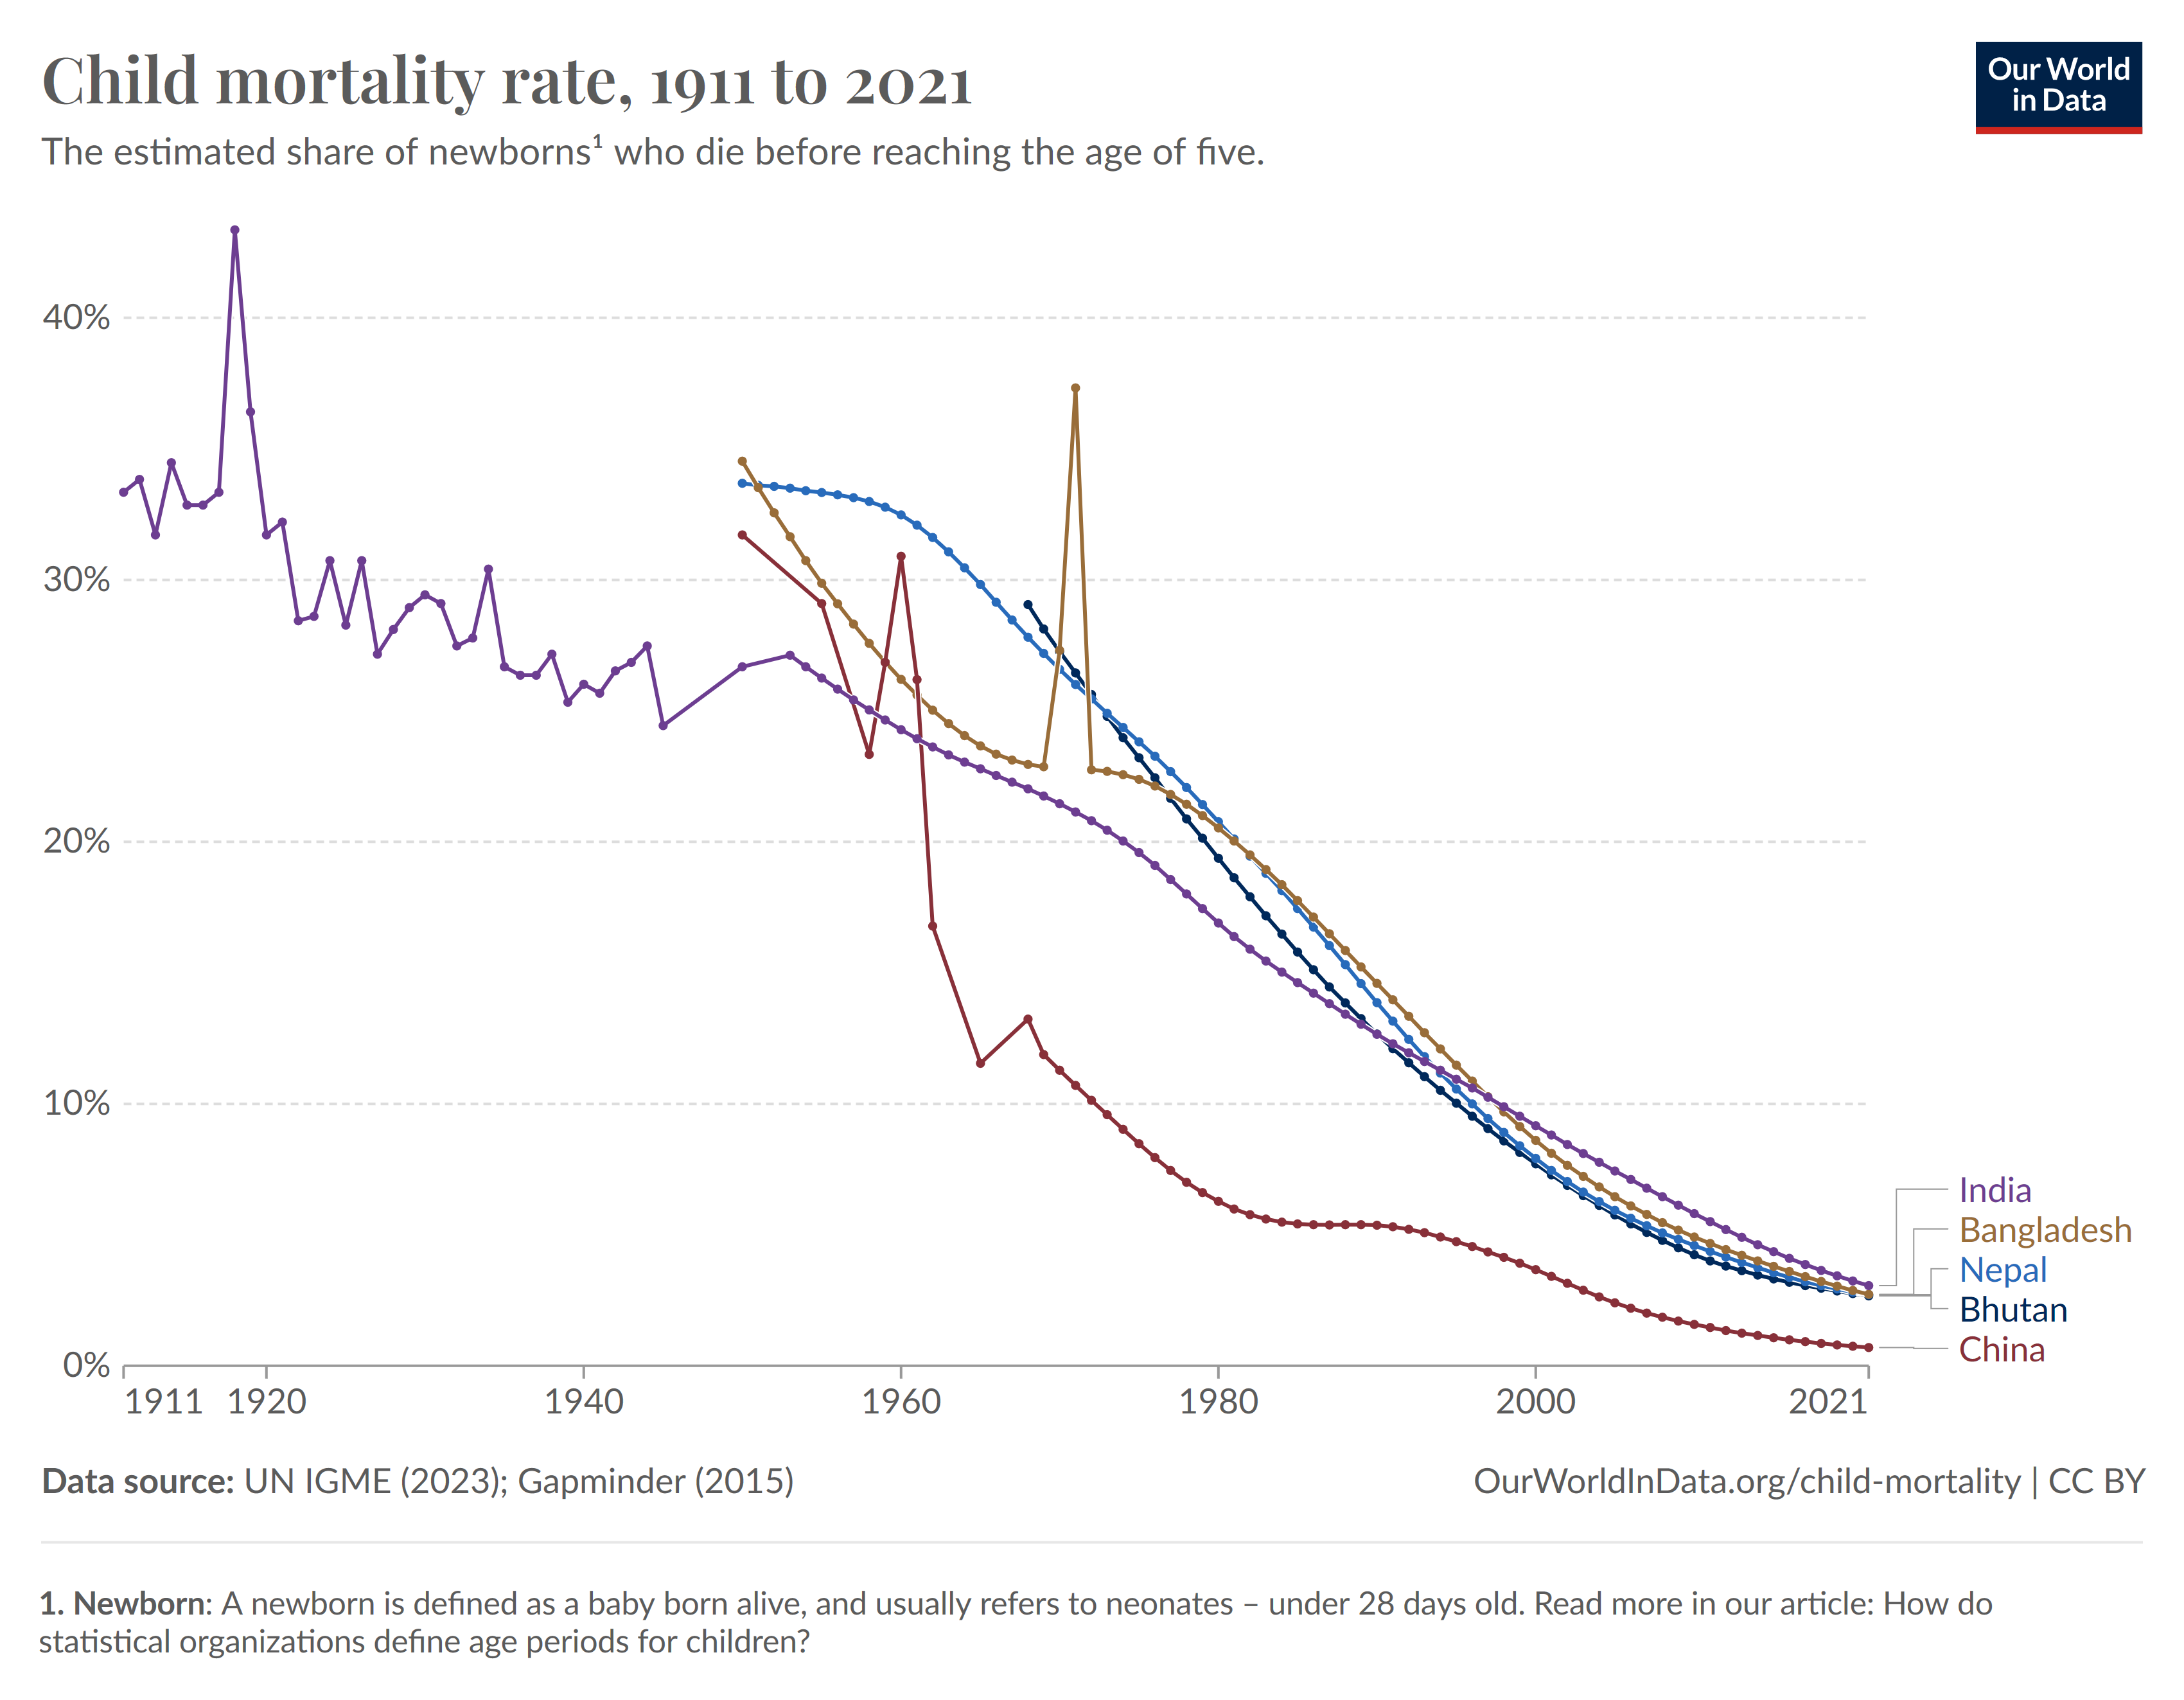 Child mortality rate, 1911 to 2021
Our World
in Data
The estimated share of newborns¹ who die before reaching the age of five.
40%
30%
20%
10%
0%
1911
1920
1940
1960
1980
2000
2021
India
Bangladesh
Nepal
Bhutan
China
Data source: UN IGME (2023); Gapminder (2015)
OurWorldInData.org/child-mortality | CC BY
1. Newborn: A newborn is defined as a baby born alive, and usually refers to neonates – under 28 days old. Read more in our article: How do
statistical organizations define age periods for children?